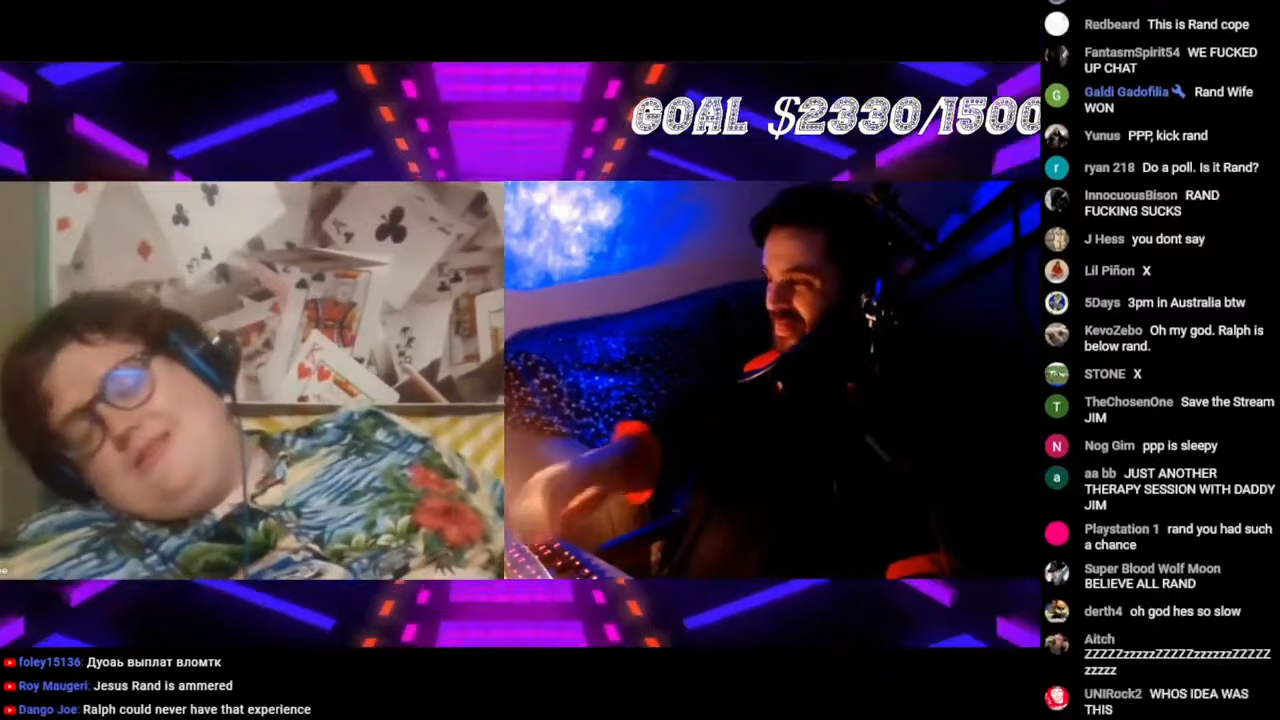 GOAL $2330/1500
Redbeard This is Rand cope
FantasmSpirit54 WE FUCKED
UP CHAT
G
Galdi Gadofilia Rand Wife
WON
Yunus PPP, kick rand
r
ryan 218 Do a poll. Is it Rand?
InnocuousBison RAND
FUCKING SUCKS
J Hess you dont say
Lil Piñon X
5Days 3pm in Australia btw
KevoZebo Oh my god. Ralph is
below rand.
STONE X
T
TheChosenOne Save the Stream
JIM
N
Nog Gim ppp is sleepy
a
aa bb JUST ANOTHER
THERAPY SESSION WITH DADDY
JIM
Playstation 1 rand you had such
a chance
Super Blood Wolf Moon
BELIEVE ALL RAND
derth4 oh god hes so slow
Aitch
ZZZZZzzzzzZZZZZzzzzzzZZZZZ
zzzzz
UNIRock2 WHOS IDEA WAS
THIS
foley15136: Дуоаь выплат вломтк
Roy Maugeri: Jesus Rand is ammered
Dango Joe: Ralph could never have that experience